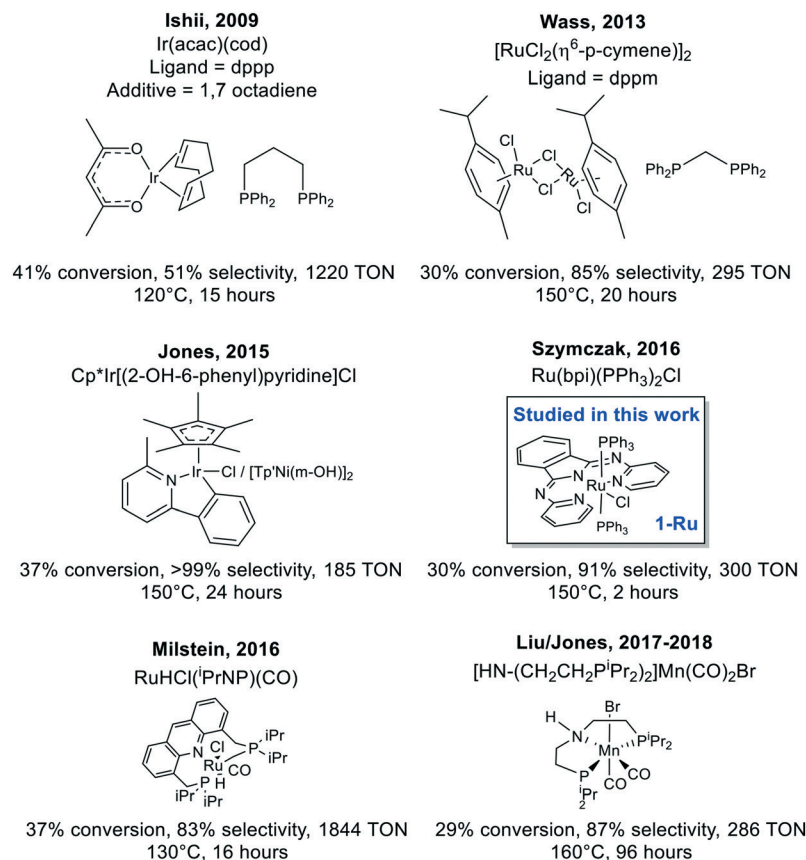 Ishii, 2009
Ir(acac)(cod)
Ligand = dppp
Additive = 1,7 octadiene
O
O
Ir
PPh₂
PPh₂
41% conversion, 51% selectivity, 1220 TON
120°C, 15 hours
Wass, 2013
[RuCl₂(η⁶-p-cymene)]₂
Ligand = dppm
Cl
Ru
Cl
Cl
Ru
Cl
Ph₂P
PPh₂
30% conversion, 85% selectivity, 295 TON
150°C, 20 hours
Jones, 2015
Cp*Ir[(2-OH-6-phenyl)pyridine]Cl
Ir
Cl / [Tp'Ni(m-OH)]₂
N
37% conversion, >99% selectivity, 185 TON
150°C, 24 hours
Szymczak, 2016
Ru(bpi)(PPh₃)₂Cl
Studied in this work
PPh₃
N
N
Ru
N
N
N
Cl
PPh₃
1-Ru
30% conversion, 91% selectivity, 300 TON
150°C, 2 hours
Milstein, 2016
RuHCl(ⁱPrNP)(CO)
N
Cl
Ru
P
iPr
iPr
CO
H
P
iPr
iPr
37% conversion, 83% selectivity, 1844 TON
130°C, 16 hours
Liu/Jones, 2017-2018
[HN-(CH₂CH₂PⁱPr₂)₂]Mn(CO)₂Br
H
Br
N
PⁱPr₂
Mn
P
CO
CO
ⁱPr
2
29% conversion, 87% selectivity, 286 TON
160°C, 96 hours